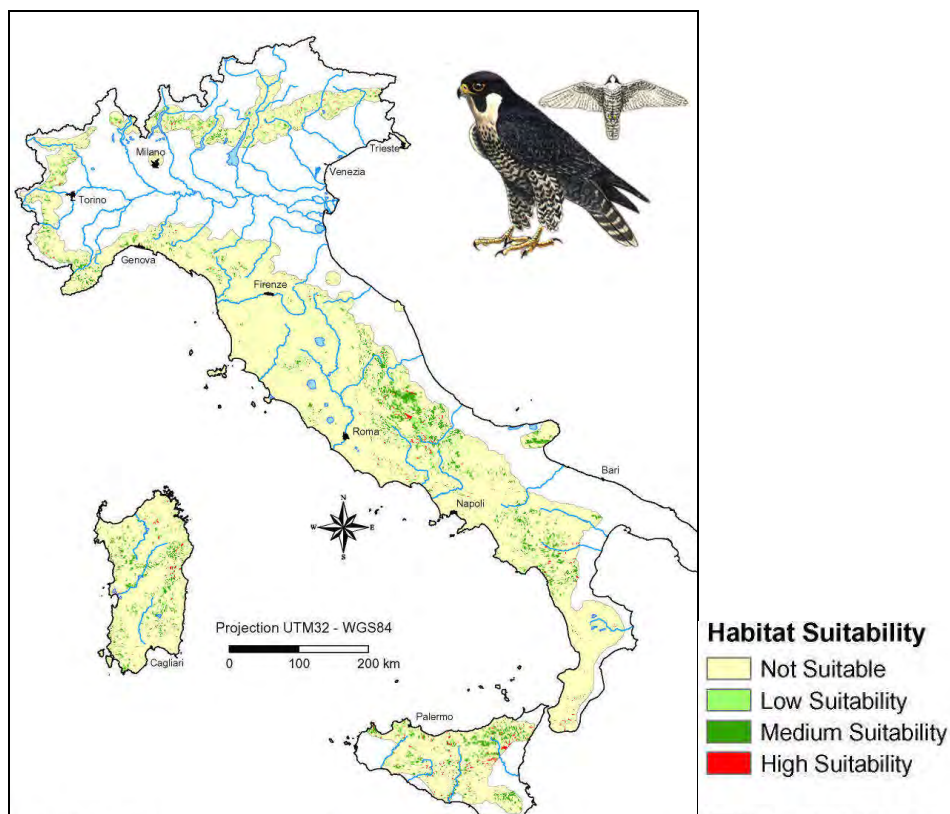 Milano
Trieste
Venezia
Torino
Genova
Firenze
Roma
Bari
Napoli
N
W E
S
Projection UTM32 - WGS84
0 100 200 km
Cagliari
Palermo
Habitat Suitability
Not Suitable
Low Suitability
Medium Suitability
High Suitability